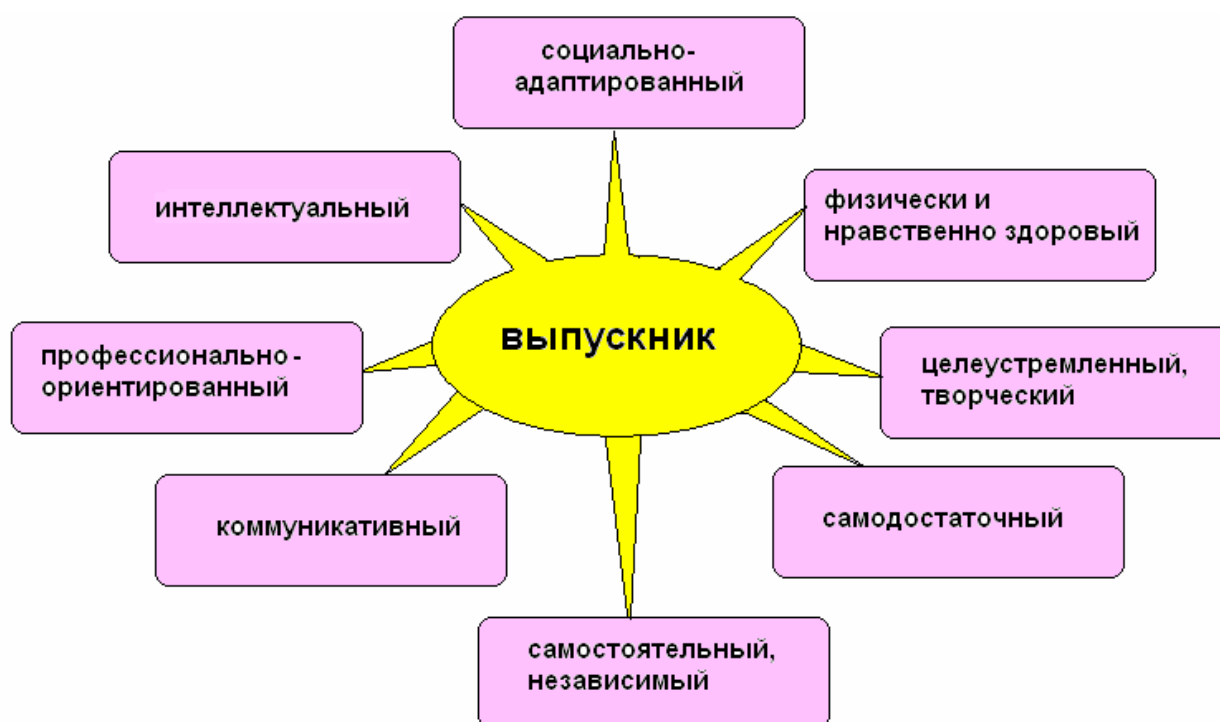 социально-
адаптированный
интеллектуальный
физически и
нравственно здоровый
выпускник
профессионально-
ориентированный
целеустремленный,
творческий
коммуникативный
самодостаточный
самостоятельный,
независимый